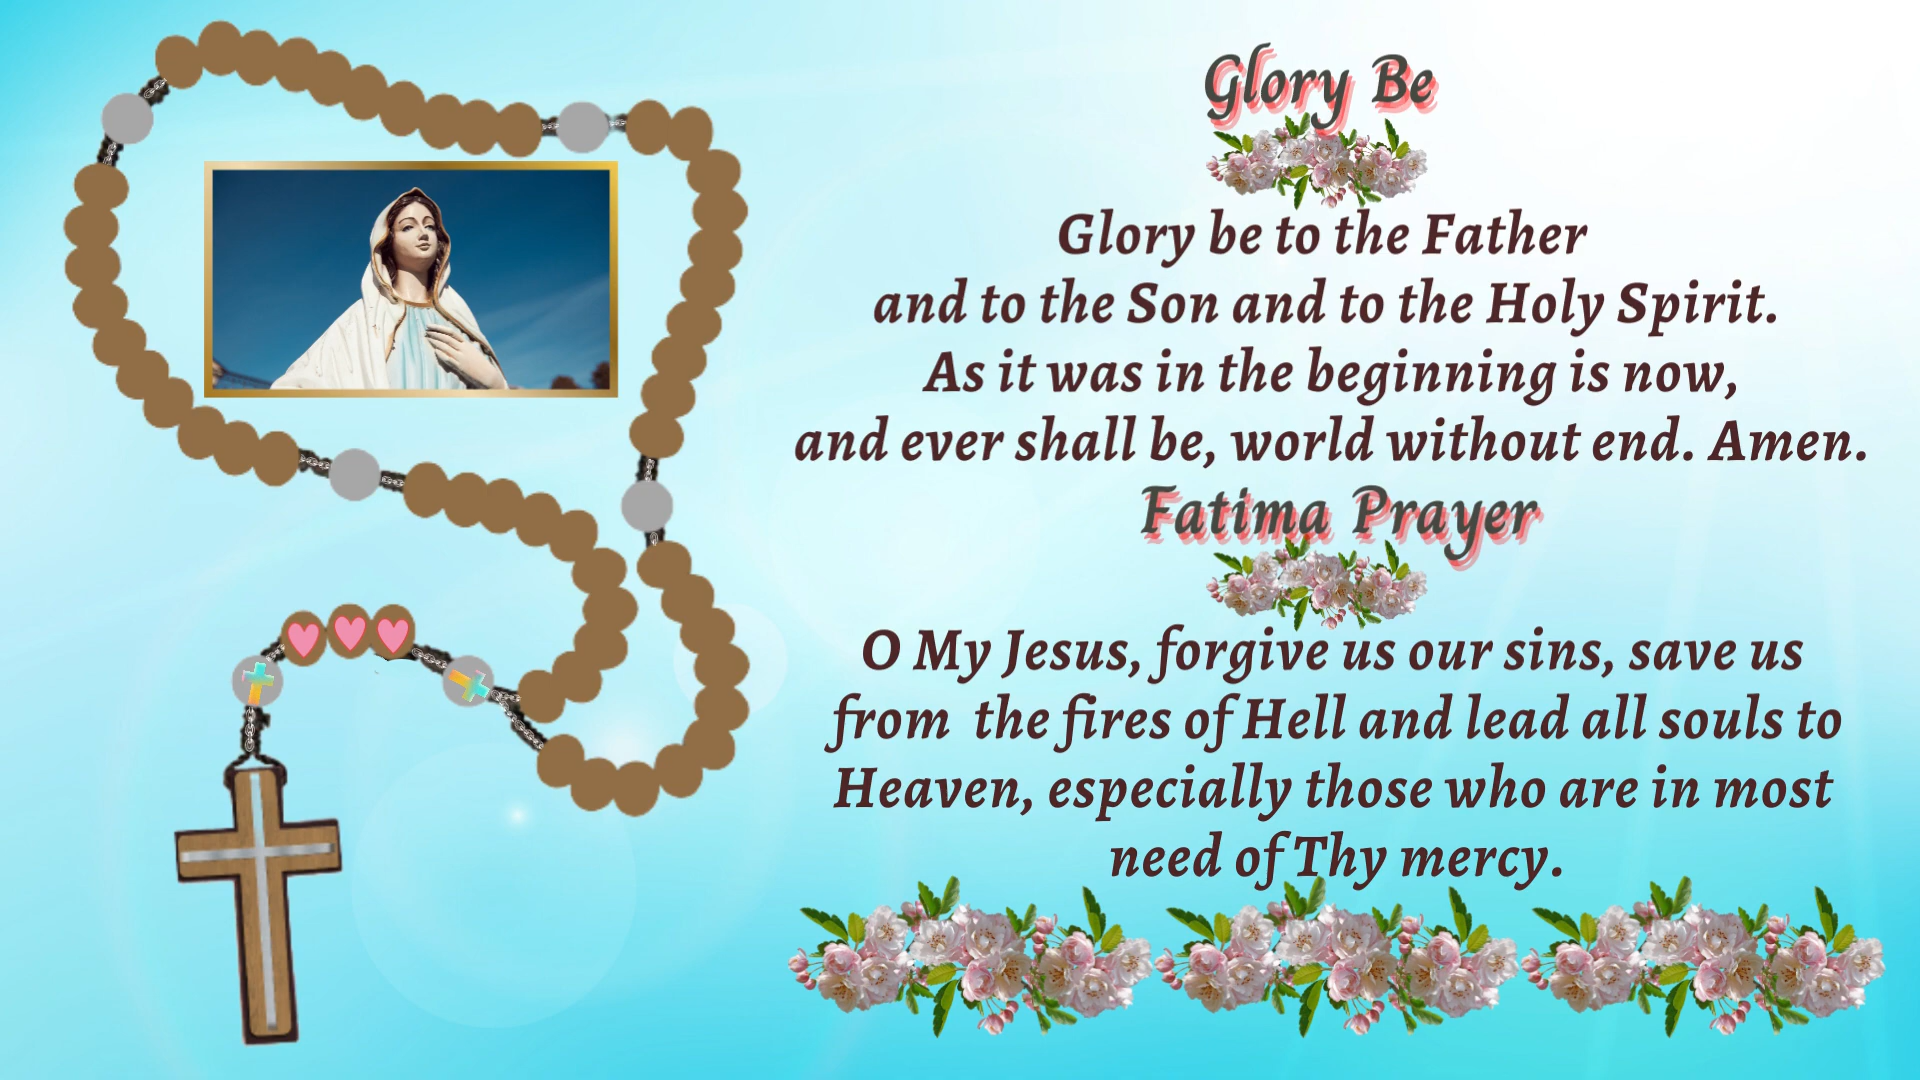 Glory Be
Glory be to the Father
and to the Son and to the Holy Spirit.
As it was in the beginning is now,
and ever shall be, world without end. Amen.
Fatima Prayer
O My Jesus, forgive us our sins, save us
from the fires of Hell and lead all souls to
Heaven, especially those who are in most
need of Thy mercy.